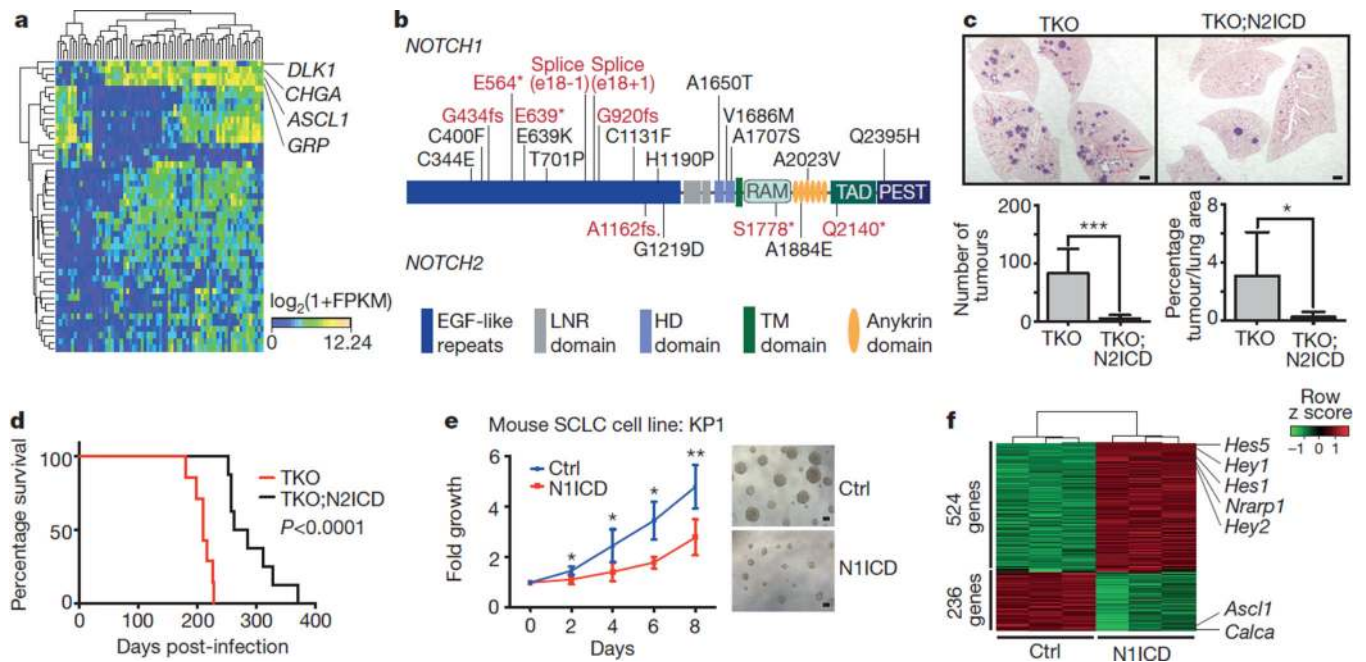 a
DLK1
CHGA
ASCL1
GRP
log2(1+FPKM)
0 12.24
b
NOTCH1
Splice Splice
E564* (e18-1) (e18+1)
A1650T
G434fs E639* G920fs V1686M
C400F E639K C1131F A1707S Q2395H
C344E T701P H1190P A2023V
RAM TAD PEST
A1162fs. S1778* Q2140*
G1219D A1884E
NOTCH2
EGF-like repeats
LNR domain
HD domain
TM domain
Anykrin domain
c
TKO TKO;N2ICD
Number of tumours
200
100
0
***
TKO
TKO;
N2ICD
Percentage tumour/lung area
8
6
4
2
0
*
TKO
TKO;
N2ICD
d
Percentage survival
100
50
0
TKO
TKO;N2ICD
P<0.0001
0 100 200 300 400
Days post-infection
e
Mouse SCLC cell line: KP1
Fold growth
6
4
2
0
Ctrl
N1ICD
* * * **
0 2 4 6 8
Days
Ctrl
N1ICD
f
Row
z score
–1 0 1
524 genes
236 genes
Hes5
Hey1
Hes1
Nrarp1
Hey2
Ascl1
Calca
Ctrl N1ICD